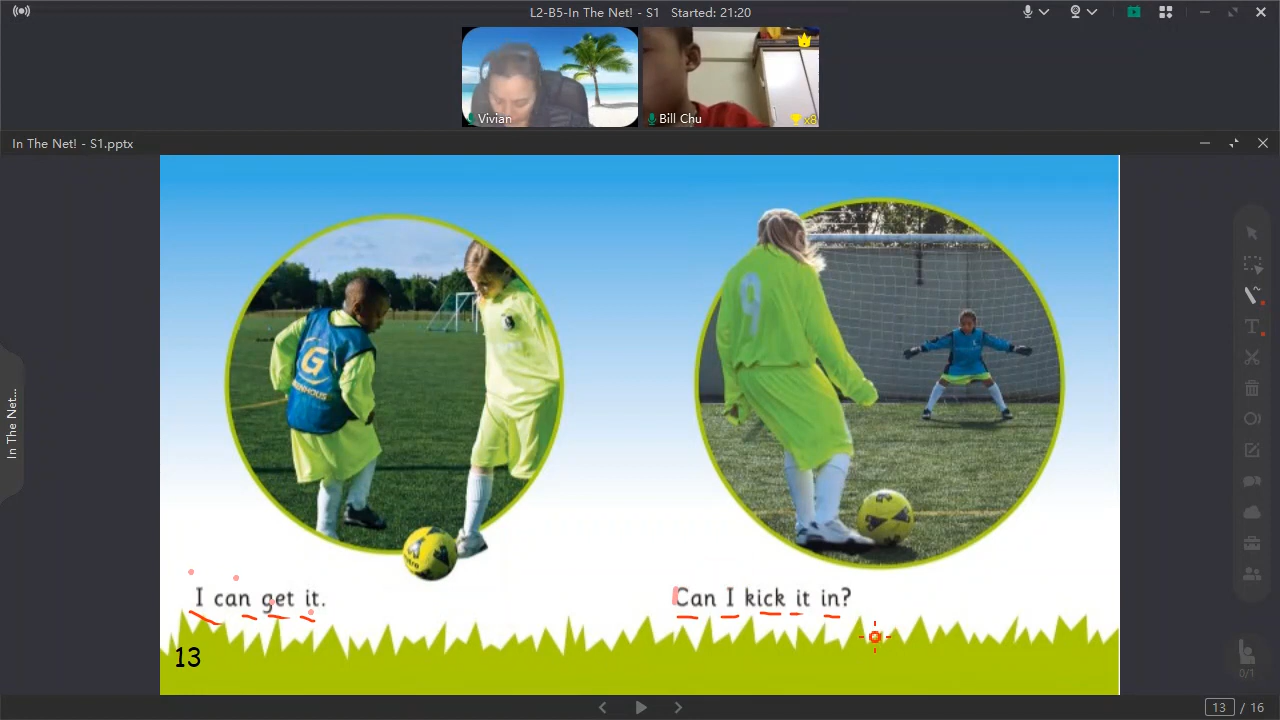 L2-B5-In The Net! - S1 Started: 21:20
Vivian
Bill Chu
x8
In The Net! - S1.pptx
In The Net...
G
9
I can get it.
Can I kick it in?
13
0/1
13 / 16